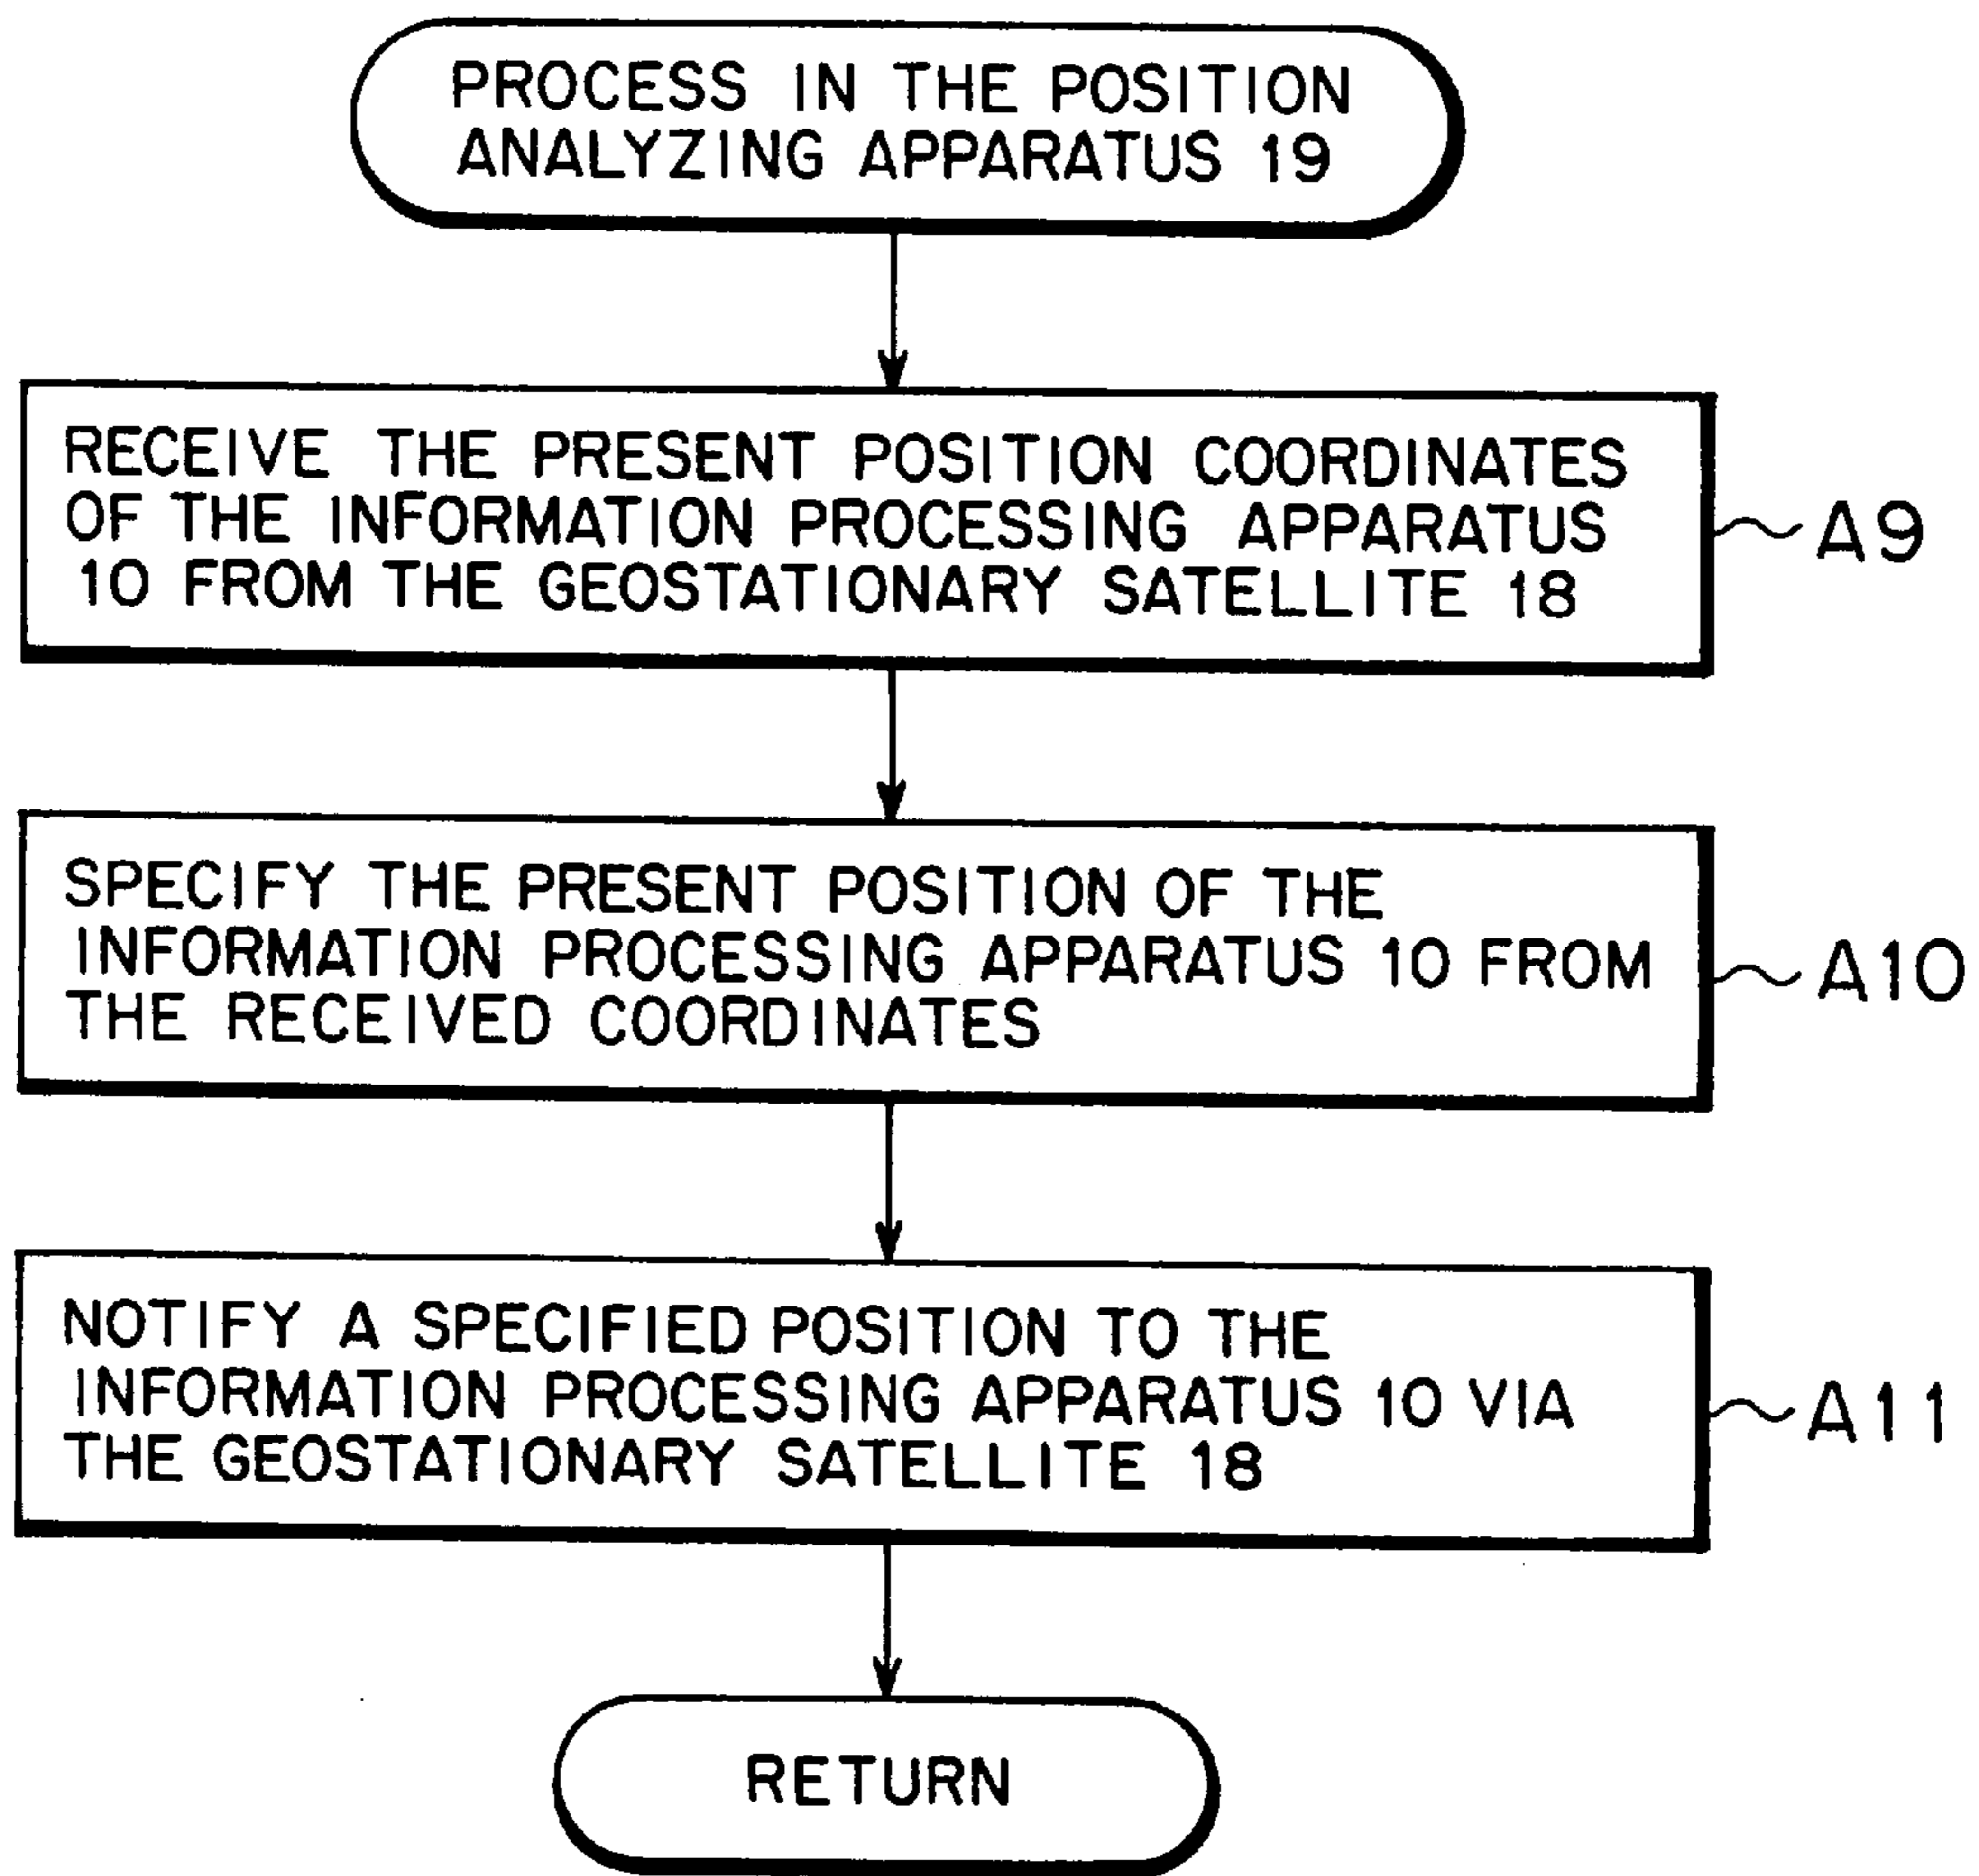 PROCESS IN THE POSITION
ANALYZING APPARATUS 19
RECEIVE THE PRESENT POSITION COORDINATES
OF THE INFORMATION PROCESSING APPARATUS
10 FROM THE GEOSTATIONARY SATELLITE 18
A9
SPECIFY THE PRESENT POSITION OF THE
INFORMATION PROCESSING APPARATUS 10 FROM
THE RECEIVED COORDINATES
A10
NOTIFY A SPECIFIED POSITION TO THE
INFORMATION PROCESSING APPARATUS 10 VIA
THE GEOSTATIONARY SATELLITE 18
A11
RETURN